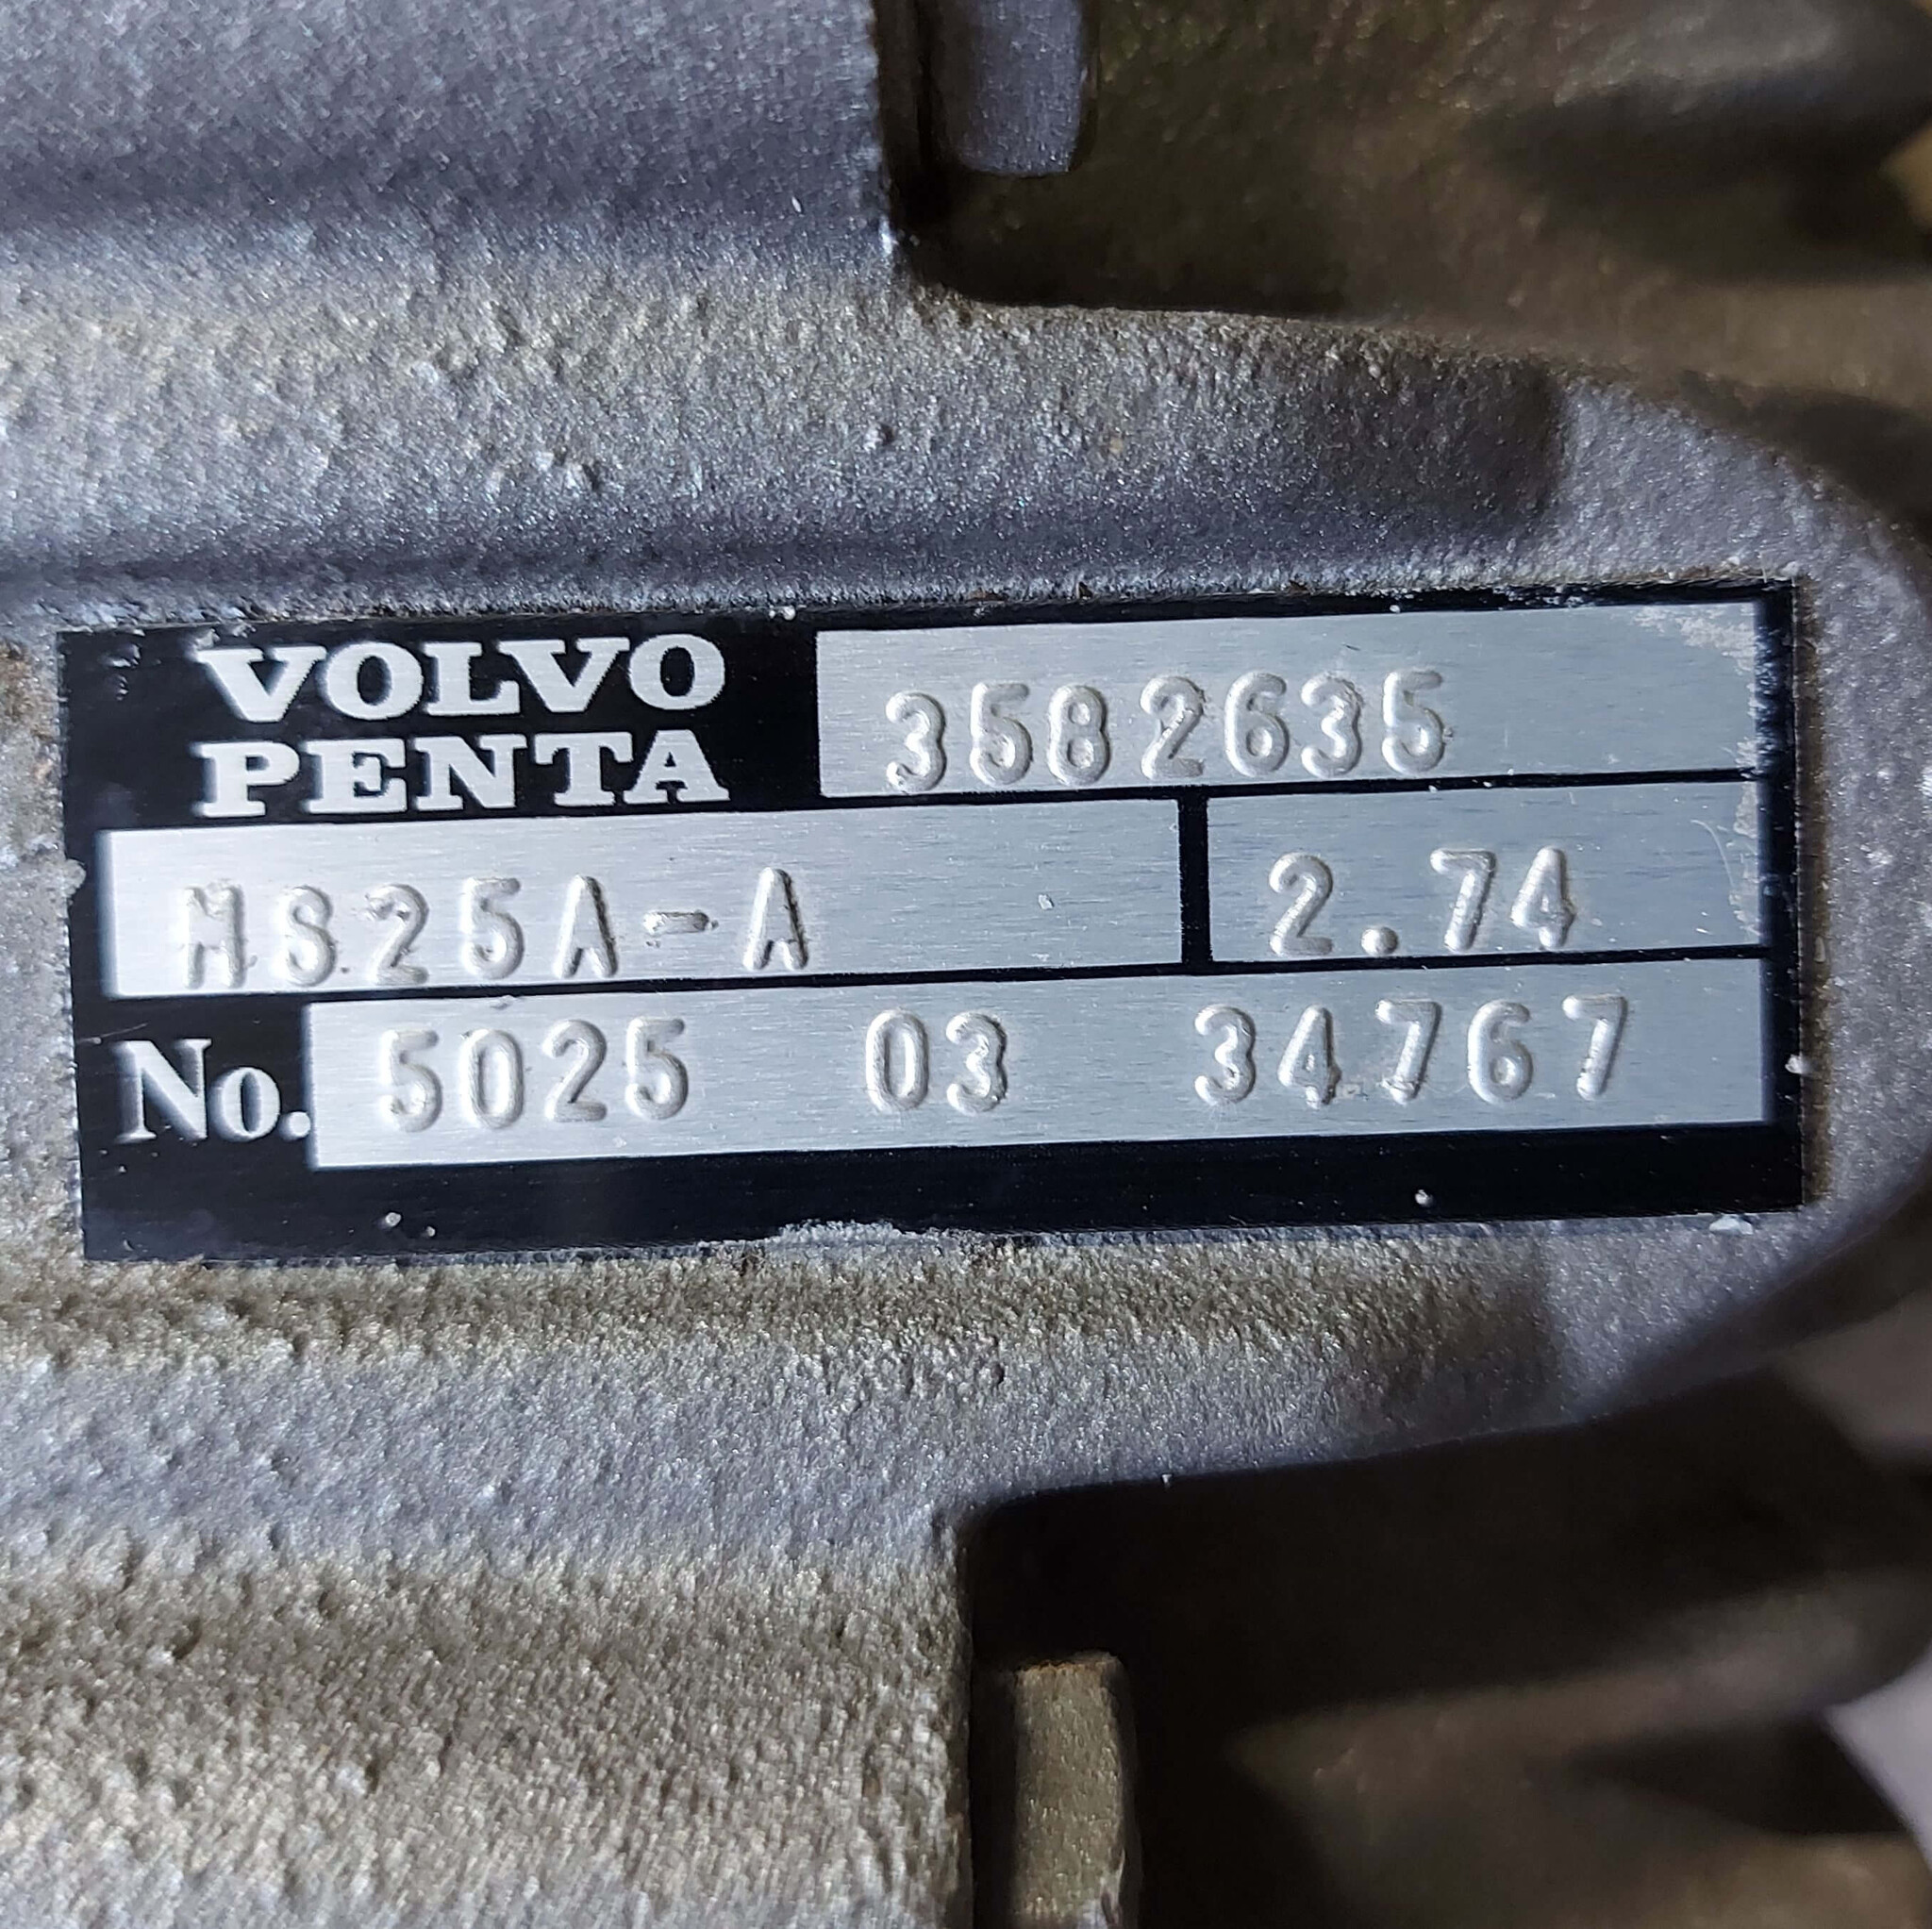 VOLVO
PENTA
3582635
MS25A-A 2.74
No. 5025 03 34767